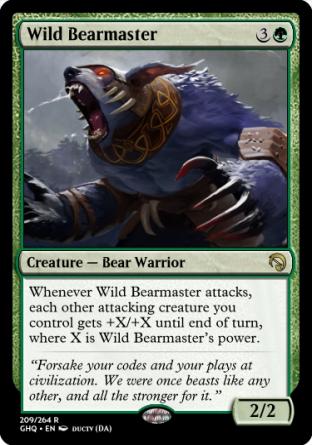 Wild Bearmaster 3
Creature — Bear Warrior
Whenever Wild Bearmaster attacks,
each other attacking creature you
control gets +X/+X until end of turn,
where X is Wild Bearmaster's power.
"Forsake your codes and your plays at
civilization. We were once beasts like any
other, and all the stronger for it."
2/2
209/264 R
GHQ • EN DUCTY (DA)